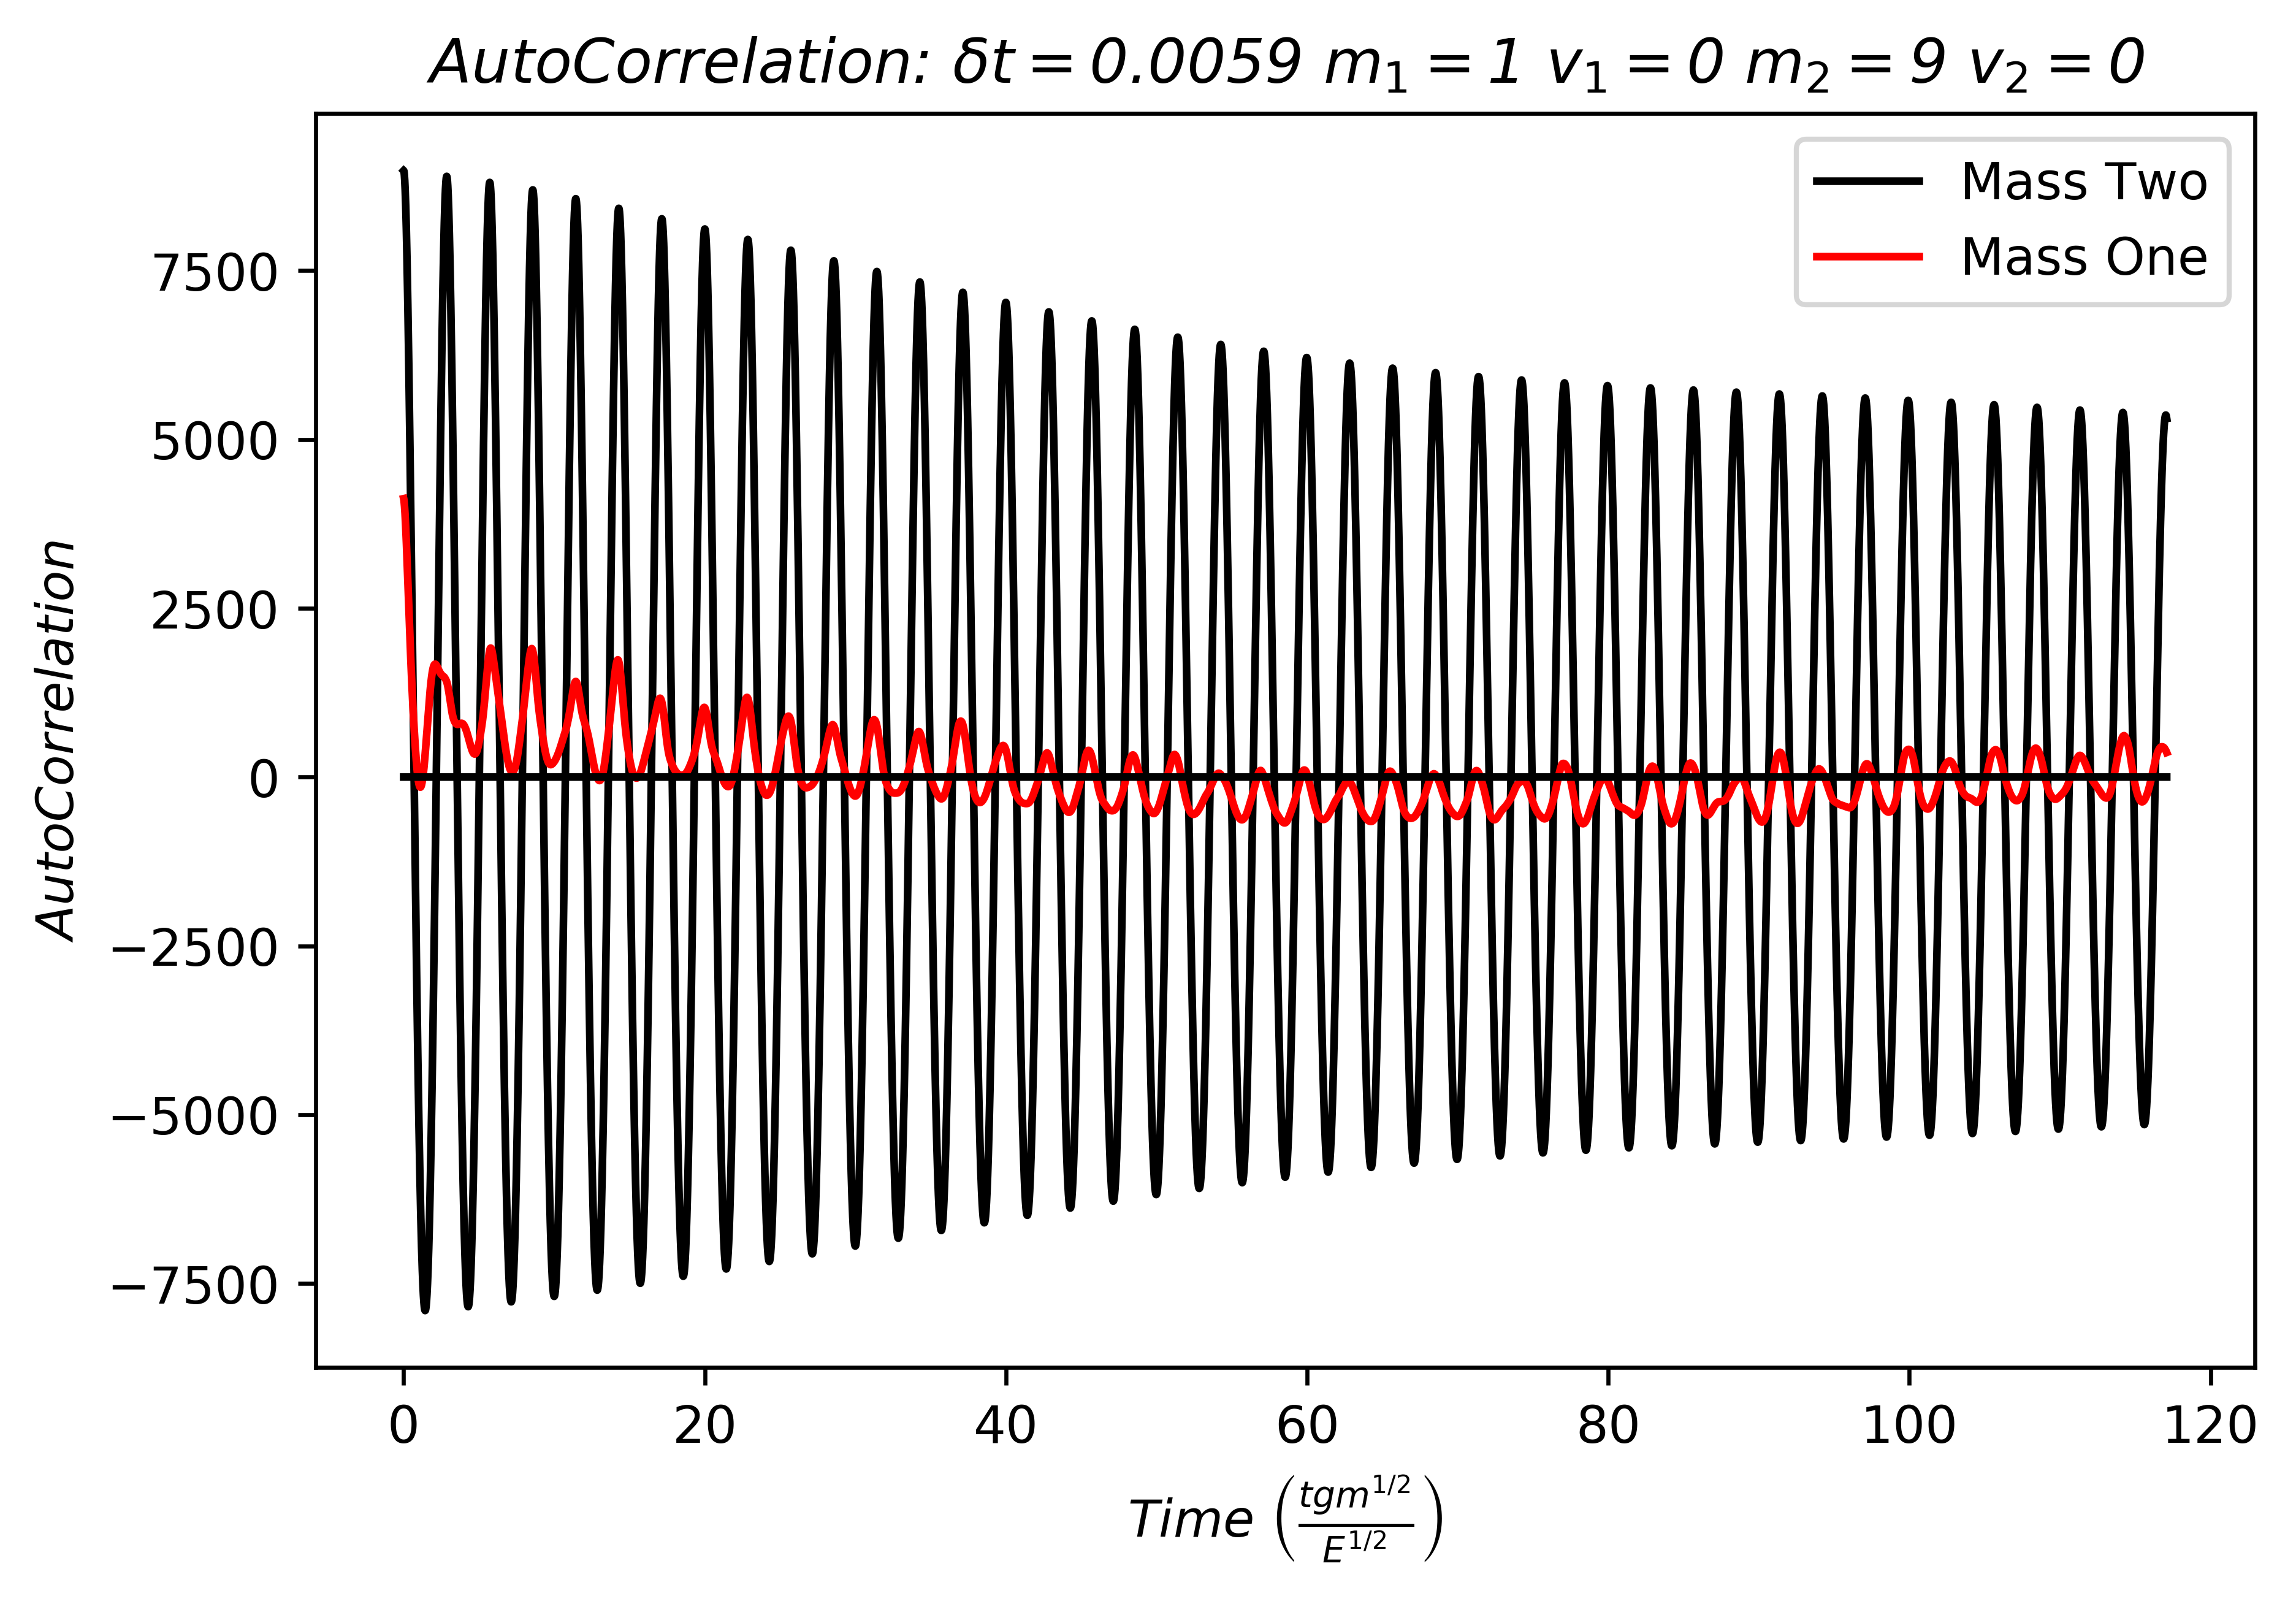 AutoCorrelation: δt = 0.0059 m₁ = 1 v₁ = 0 m₂ = 9 v₂ = 0
Mass Two
Mass One
AutoCorrelation
7500
5000
2500
0
−2500
−5000
−7500
0 20 40 60 80 100 120
Time (tgm^1/2 / E^1/2)